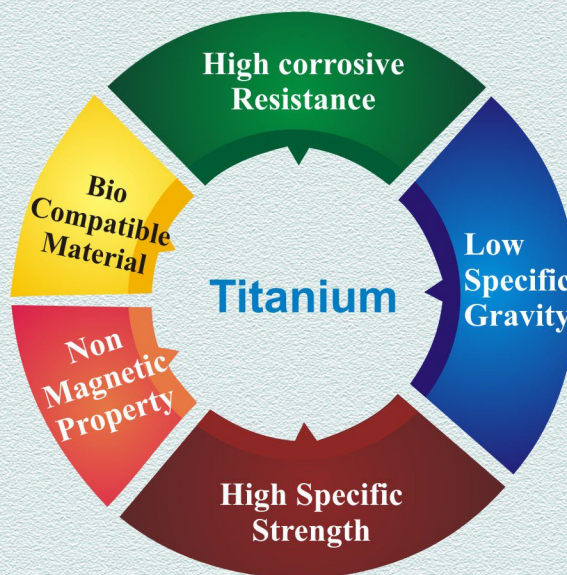 High corrosive
Resistance
Low
Specific
Gravity
High Specific
Strength
Non
Magnetic
Property
Bio
Compatible
Material
Titanium